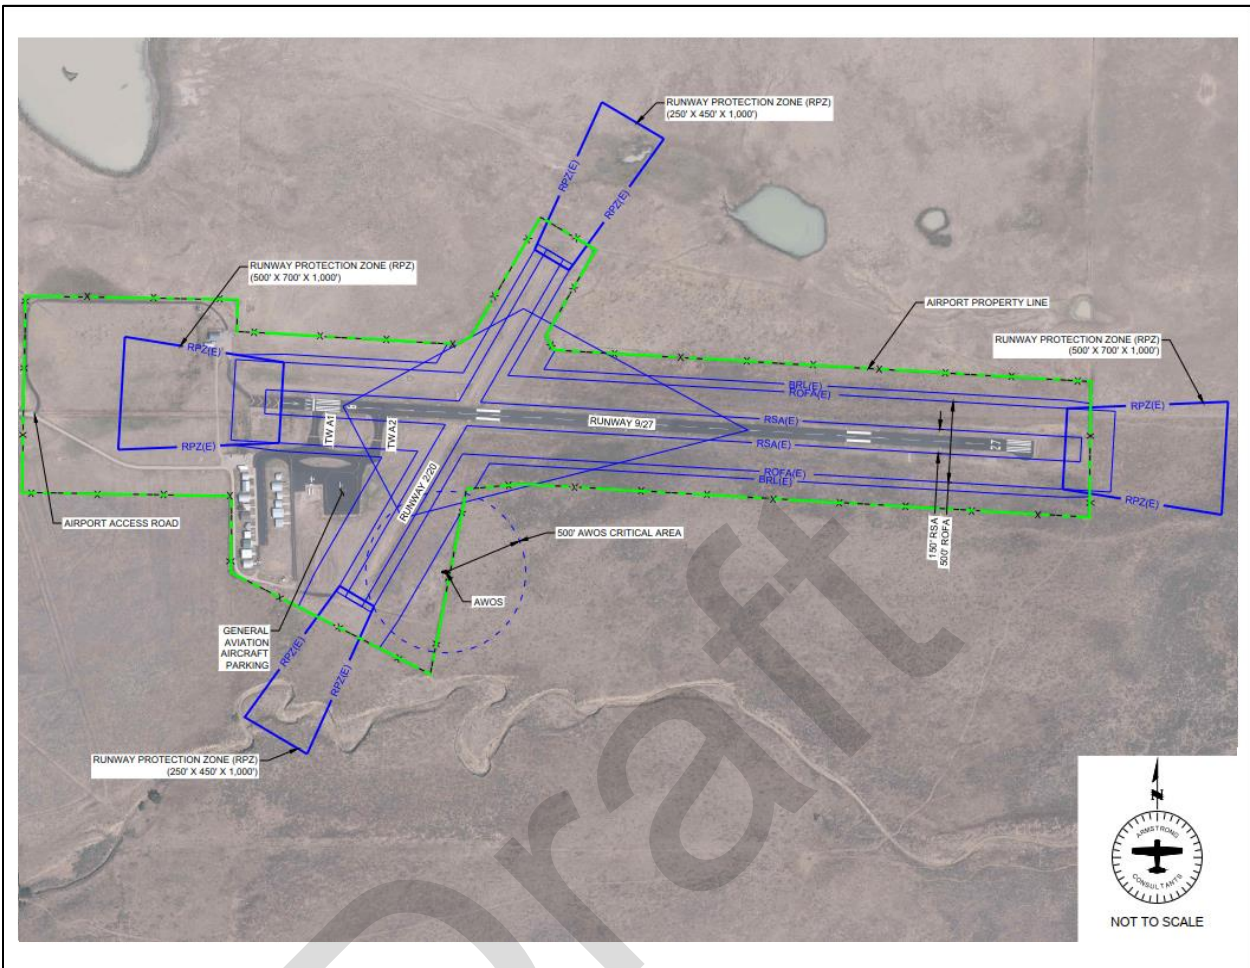 RUNWAY PROTECTION ZONE (RPZ)
(250' X 450' X 1,000')
RPZ(E)
RPZ(E)
RUNWAY PROTECTION ZONE (RPZ)
(500' X 700' X 1,000')
AIRPORT PROPERTY LINE
RUNWAY PROTECTION ZONE (RPZ)
(500' X 700' X 1,000')
RPZ(E)
BRL(E)
ROFA(E)
RPZ(E)
9
RSA(E)
RUNWAY 9/27
TW A1
TW A2
RPZ(E)
RSA(E)
27
ROFA(E)
BRL(E)
RUNWAY 2/20
RPZ(E)
AIRPORT ACCESS ROAD
500' AWOS CRITICAL AREA
150' RSA
500' ROFA
AWOS
GENERAL
AVIATION
AIRCRAFT
PARKING
RPZ(E)
RPZ(E)
RUNWAY PROTECTION ZONE (RPZ)
(250' X 450' X 1,000')
Draft
N
ARMSTRONG
CONSULTANTS
NOT TO SCALE